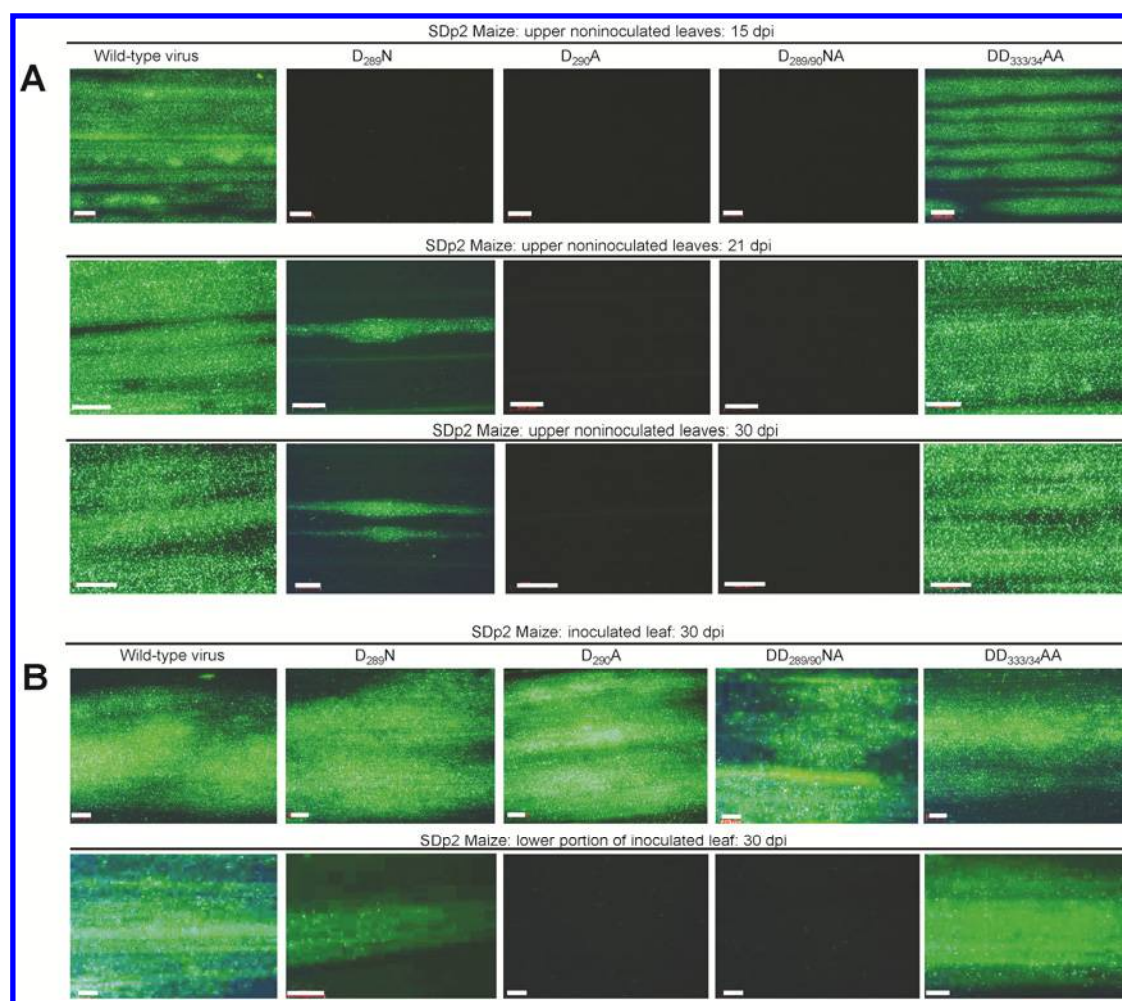 SDp2 Maize: upper noninoculated leaves: 15 dpi
Wild-type virus D₂₈₉N D₂₉₀A D₂₈₉/₉₀NA DD₃₃₃/₃₄AA
A
SDp2 Maize: upper noninoculated leaves: 21 dpi
SDp2 Maize: upper noninoculated leaves: 30 dpi
SDp2 Maize: inoculated leaf: 30 dpi
Wild-type virus D₂₈₉N D₂₉₀A DD₂₈₉/₉₀NA DD₃₃₃/₃₄AA
B
SDp2 Maize: lower portion of inoculated leaf: 30 dpi